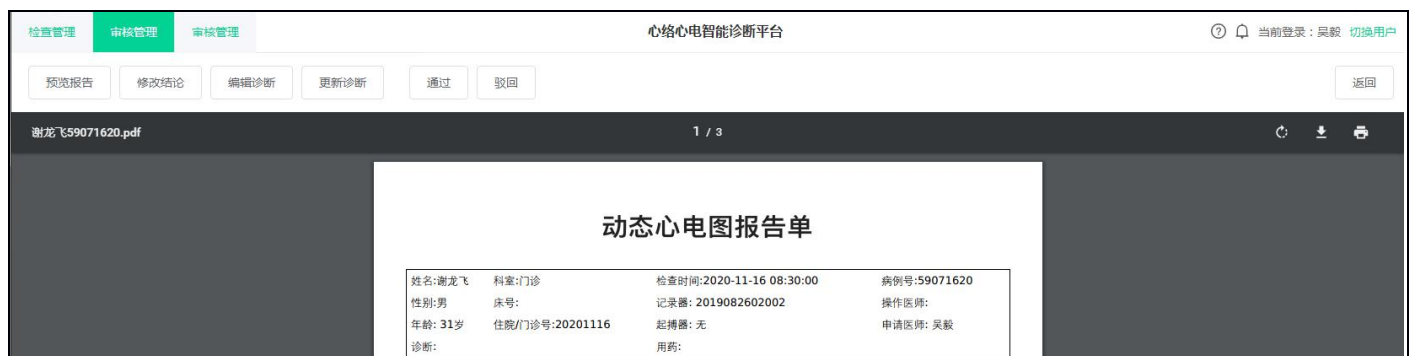 检查管理 审核管理 审核管理 心络心电智能诊断平台 当前登录：吴毅 切换用户
预览报告 修改结论 编辑诊断 更新诊断 通过 驳回 返回
谢龙飞59071620.pdf 1 / 3
动态心电图报告单
姓名:谢龙飞 科室:门诊 检查时间:2020-11-16 08:30:00 病例号:59071620
性别:男 床号: 记录器: 2019082602002 操作医师:
年龄: 31岁 住院/门诊号:20201116 起搏器: 无 申请医师: 吴毅
诊断: 用药: